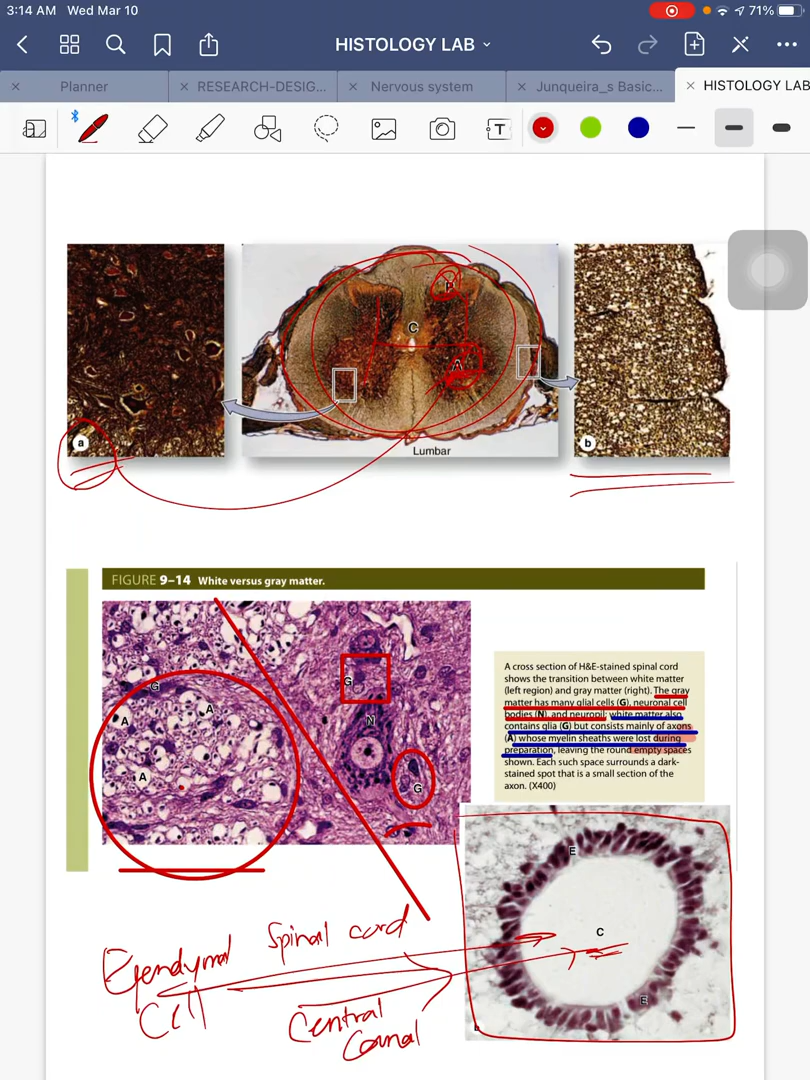 3:14 AM Wed Mar 10
71%
HISTOLOGY LAB
Planner
RESEARCH-DESIG...
Nervous system
Junqueira_s Basic...
HISTOLOGY LAB
T
P
C
A
a
b
Lumbar
FIGURE 9–14 White versus gray matter.
G
A
A
A
G
N
G
A cross section of H&E-stained spinal cord
shows the transition between white matter
(left region) and gray matter (right). The gray
matter has many glial cells (G), neuronal cell
bodies (N), and neuropil; white matter also
contains glia (G) but consists mainly of axons
(A) whose myelin sheaths were lost during
preparation, leaving the round empty spaces
shown. Each such space surrounds a dark-
stained spot that is a small section of the
axon. (X400)
E
C
E
b
Spinal cord
Ependymal
Cell
Central
Canal